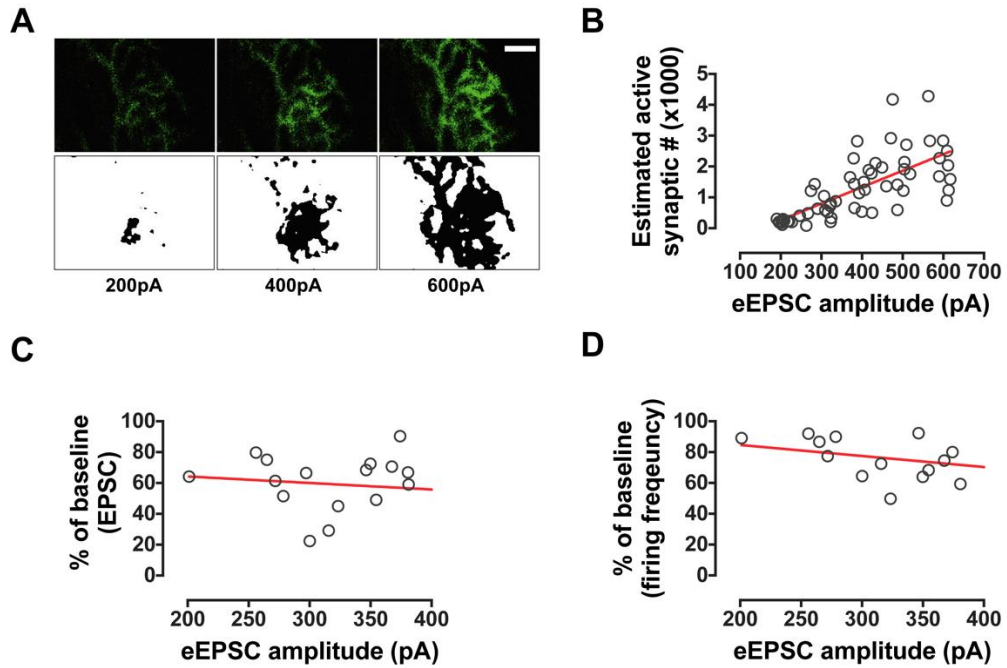 A
200pA 400pA 600pA
B
Estimated active
synaptic # (x1000)
5
4
3
2
1
0
100 200 300 400 500 600 700
eEPSC amplitude (pA)
C
% of baseline
(EPSC)
100
80
60
40
20
0
200 250 300 350 400
eEPSC amplitude (pA)
D
% of baseline
(firing freqeuncy)
100
80
60
40
20
0
200 250 300 350 400
eEPSC amplitude (pA)